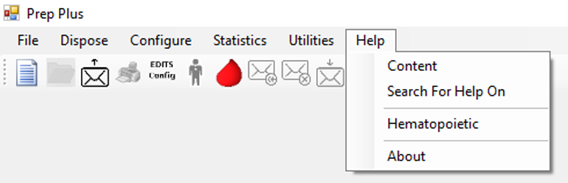 Prep Plus
File Dispose Configure Statistics Utilities Help
EDITS
Config
Content
Search For Help On
Hematopoietic
About